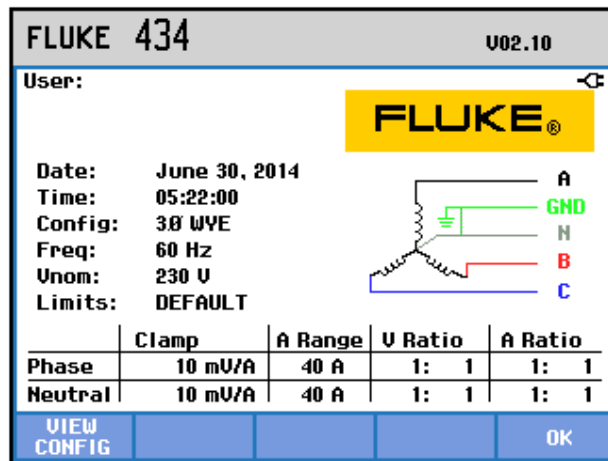 FLUKE 434 V02.10
User:
FLUKE®
Date: June 30, 2014
Time: 05:22:00
Config: 3Ø WYE
Freq: 60 Hz
Vnom: 230 V
Limits: DEFAULT
A
GND
N
B
C
Clamp A Range V Ratio A Ratio
Phase 10 mV/A 40 A 1: 1 1: 1
Neutral 10 mV/A 40 A 1: 1 1: 1
VIEW CONFIG OK